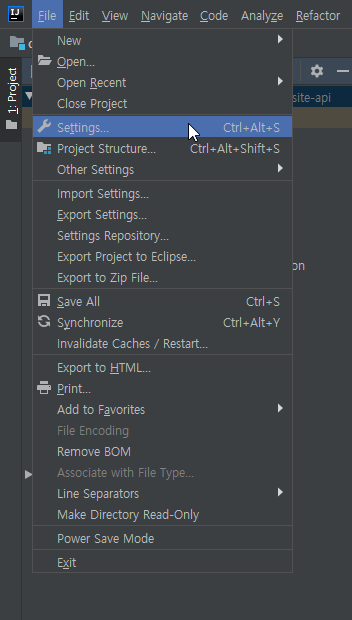 File Edit View Navigate Code Analyze Refactor
1: Project
site-api
New
Open...
Open Recent
Close Project
Settings... Ctrl+Alt+S
Project Structure... Ctrl+Alt+Shift+S
Other Settings
Import Settings...
Export Settings...
Settings Repository...
Export Project to Eclipse...
on
Export to Zip File...
Save All Ctrl+S
Synchronize Ctrl+Alt+Y
Invalidate Caches / Restart...
Export to HTML...
Print...
Add to Favorites
File Encoding
Remove BOM
Associate with File Type...
Line Separators
Make Directory Read-Only
Power Save Mode
Exit